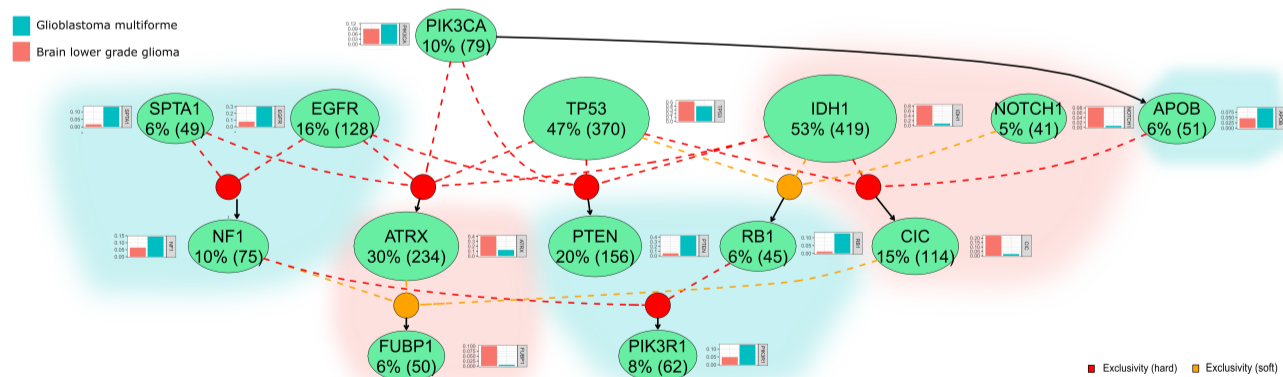 Glioblastoma multiforme
Brain lower grade glioma
PIK3CA
10% (79)
SPTA1
6% (49)
EGFR
16% (128)
TP53
47% (370)
IDH1
53% (419)
NOTCH1
5% (41)
APOB
6% (51)
NF1
10% (75)
ATRX
30% (234)
PTEN
20% (156)
RB1
6% (45)
CIC
15% (114)
FUBP1
6% (50)
PIK3R1
8% (62)
Exclusivity (hard)
Exclusivity (soft)